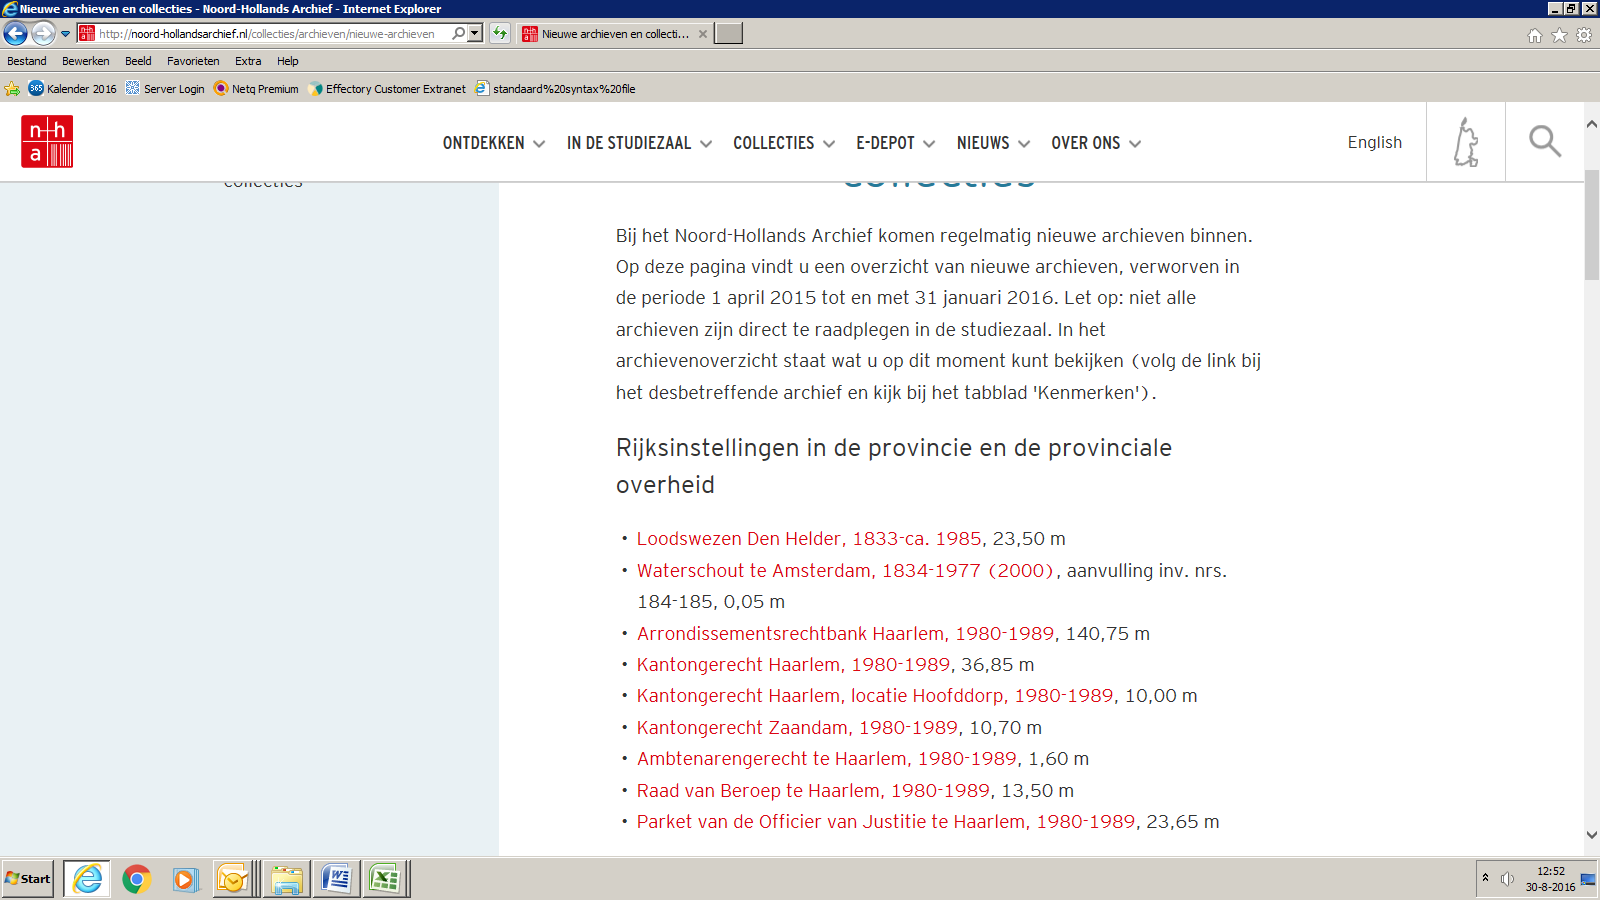 Nieuwe archieven en collecties - Noord-Hollands Archief - Internet Explorer
http://noord-hollandsarchief.nl/collecties/archieven/nieuwe-archieven
Nieuwe archieven en collecti...
Bestand Bewerken Beeld Favorieten Extra Help
365 Kalender 2016 Server Login Netq Premium Effectory Customer Extranet standaard%20syntax%20file
n h a
ONTDEKKEN IN DE STUDIEZAAL COLLECTIES E-DEPOT NIEUWS OVER ONS English
collecties
collecties
Bij het Noord-Hollands Archief komen regelmatig nieuwe archieven binnen.
Op deze pagina vindt u een overzicht van nieuwe archieven, verworven in
de periode 1 april 2015 tot en met 31 januari 2016. Let op: niet alle
archieven zijn direct te raadplegen in de studiezaal. In het
archievenoverzicht staat wat u op dit moment kunt bekijken (volg de link bij
het desbetreffende archief en kijk bij het tabblad 'Kenmerken').
Rijksinstellingen in de provincie en de provinciale
overheid
• Loodswezen Den Helder, 1833-ca. 1985, 23,50 m
• Waterschout te Amsterdam, 1834-1977 (2000), aanvulling inv. nrs.
184-185, 0,05 m
• Arrondissementsrechtbank Haarlem, 1980-1989, 140,75 m
• Kantongerecht Haarlem, 1980-1989, 36,85 m
• Kantongerecht Haarlem, locatie Hoofddorp, 1980-1989, 10,00 m
• Kantongerecht Zaandam, 1980-1989, 10,70 m
• Ambtenarengerecht te Haarlem, 1980-1989, 1,60 m
• Raad van Beroep te Haarlem, 1980-1989, 13,50 m
• Parket van de Officier van Justitie te Haarlem, 1980-1989, 23,65 m
Start
12:52
30-8-2016